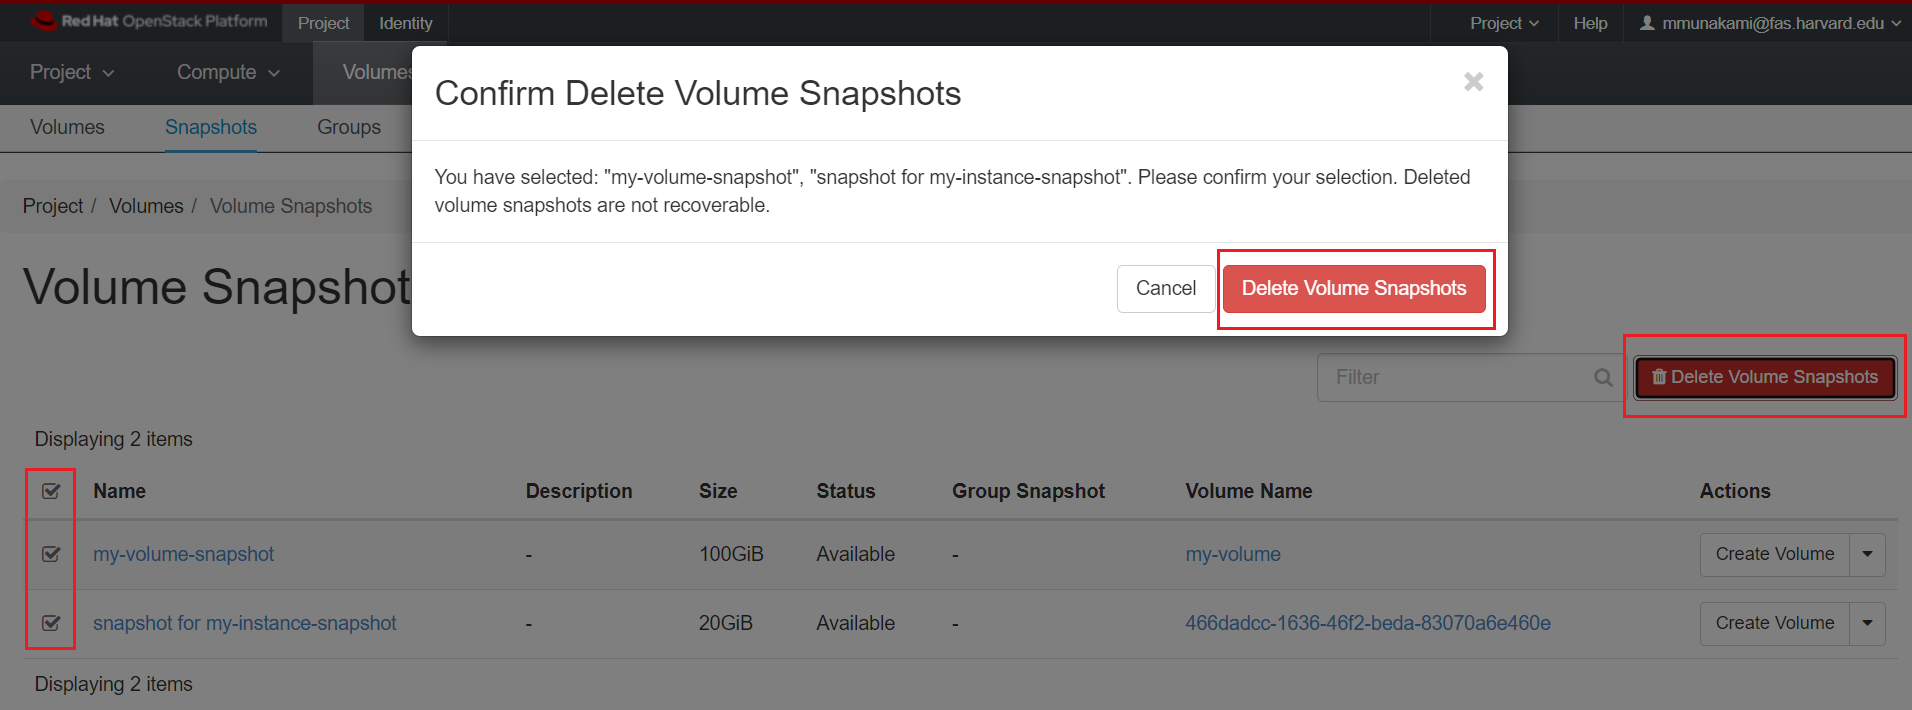 Red Hat OpenStack Platform Project Identity Project Help mmunakami@fas.harvard.edu
Project Compute Volumes
Volumes Snapshots Groups
Confirm Delete Volume Snapshots
You have selected: "my-volume-snapshot", "snapshot for my-instance-snapshot". Please confirm your selection. Deleted
volume snapshots are not recoverable.
Cancel Delete Volume Snapshots
Project / Volumes / Volume Snapshots
Volume Snapshot
Filter Delete Volume Snapshots
Displaying 2 items
Name Description Size Status Group Snapshot Volume Name Actions
my-volume-snapshot - 100GiB Available - my-volume Create Volume
snapshot for my-instance-snapshot - 20GiB Available - 466dadcc-1636-46f2-beda-83070a6e460e Create Volume
Displaying 2 items